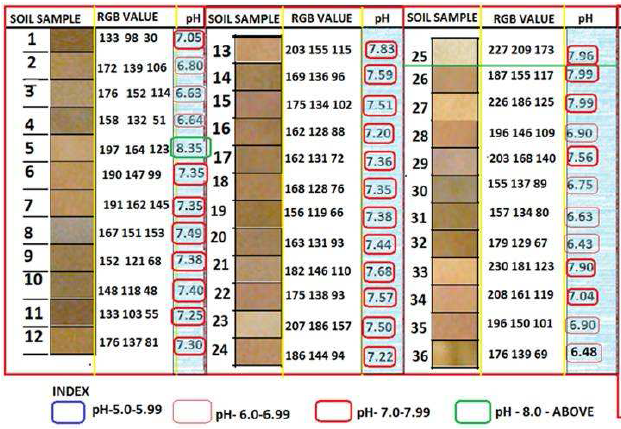 SOIL SAMPLE RGB VALUE pH
1 133 98 30 7.05
2 172 139 106 6.80
3 176 152 114 6.63
4 158 132 51 6.64
5 197 164 123 8.35
6 190 147 99 7.35
7 191 162 145 7.35
8 167 151 153 7.49
9 152 121 68 7.38
10 148 118 48 7.40
11 133 103 55 7.25
12 176 137 81 7.30
SOIL SAMPLE RGB VALUE pH
13 203 155 115 7.83
14 169 136 96 7.59
15 175 134 102 7.51
16 162 128 88 7.20
17 162 131 72 7.36
18 168 128 76 7.35
19 156 119 66 7.38
20 163 131 93 7.44
21 182 146 110 7.68
22 175 138 93 7.57
23 207 186 157 7.50
24 186 144 94 7.22
SOIL SAMPLE RGB VALUE pH
25 227 209 173 7.96
26 187 155 117 7.99
27 226 186 125 7.99
28 196 146 109 6.90
29 203 168 140 7.56
30 155 137 89 6.75
31 157 134 80 6.63
32 179 129 67 6.43
33 230 181 123 7.90
34 208 161 119 7.04
35 196 150 101 6.90
36 176 139 69 6.48
INDEX
pH-5.0-5.99 pH- 6.0-6.99 pH- 7.0-7.99 pH - 8.0 - ABOVE